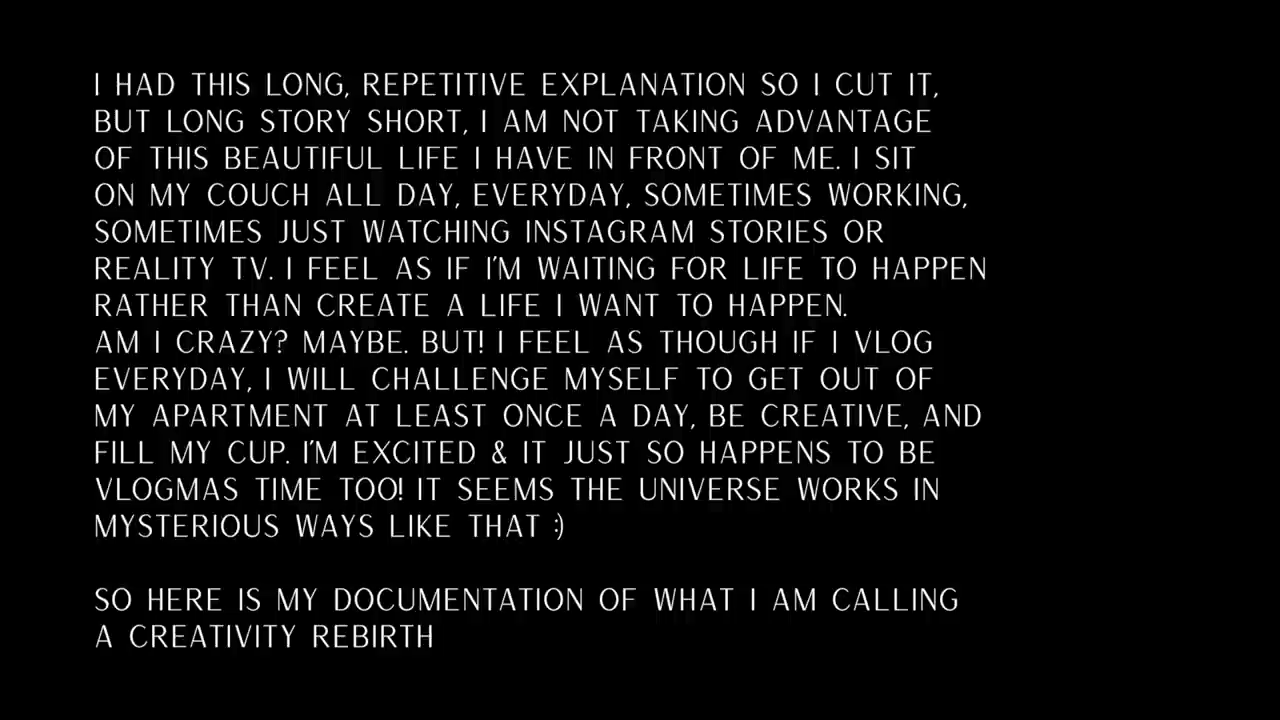 I HAD THIS LONG, REPETITIVE EXPLANATION SO I CUT IT,
BUT LONG STORY SHORT, I AM NOT TAKING ADVANTAGE
OF THIS BEAUTIFUL LIFE I HAVE IN FRONT OF ME. I SIT
ON MY COUCH ALL DAY, EVERYDAY, SOMETIMES WORKING,
SOMETIMES JUST WATCHING INSTAGRAM STORIES OR
REALITY TV. I FEEL AS IF I'M WAITING FOR LIFE TO HAPPEN
RATHER THAN CREATE A LIFE I WANT TO HAPPEN.
AM I CRAZY? MAYBE. BUT! I FEEL AS THOUGH IF I VLOG
EVERYDAY, I WILL CHALLENGE MYSELF TO GET OUT OF
MY APARTMENT AT LEAST ONCE A DAY, BE CREATIVE, AND
FILL MY CUP. I'M EXCITED & IT JUST SO HAPPENS TO BE
VLOGMAS TIME TOO! IT SEEMS THE UNIVERSE WORKS IN
MYSTERIOUS WAYS LIKE THAT :)
SO HERE IS MY DOCUMENTATION OF WHAT I AM CALLING
A CREATIVITY REBIRTH